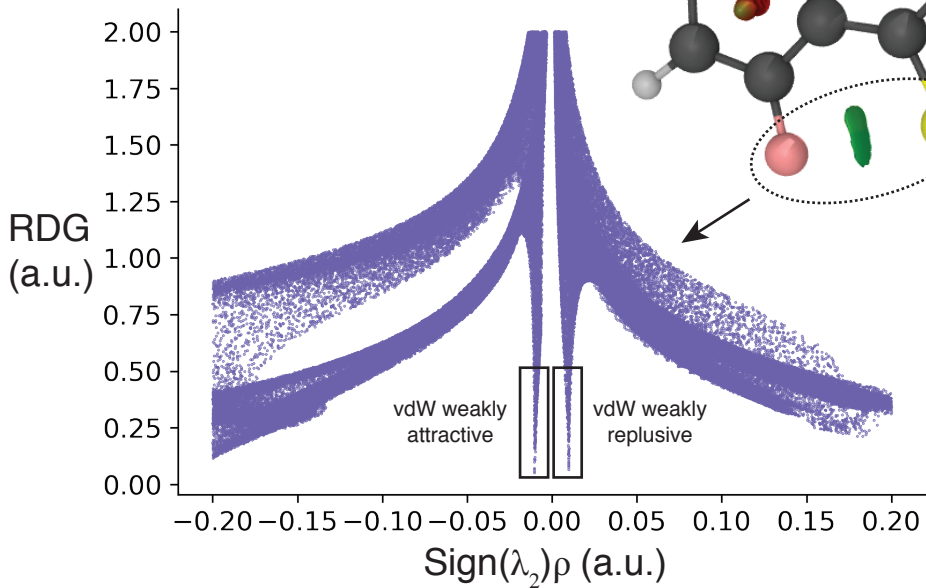 2.00
1.75
1.50
1.25
RDG
(a.u.)
1.00
0.75
0.50
0.25
0.00
vdW weakly
attractive
vdW weakly
replusive
−0.20 −0.15 −0.10 −0.05 0.00 0.05 0.10 0.15 0.20
Sign(λ₂)ρ (a.u.)